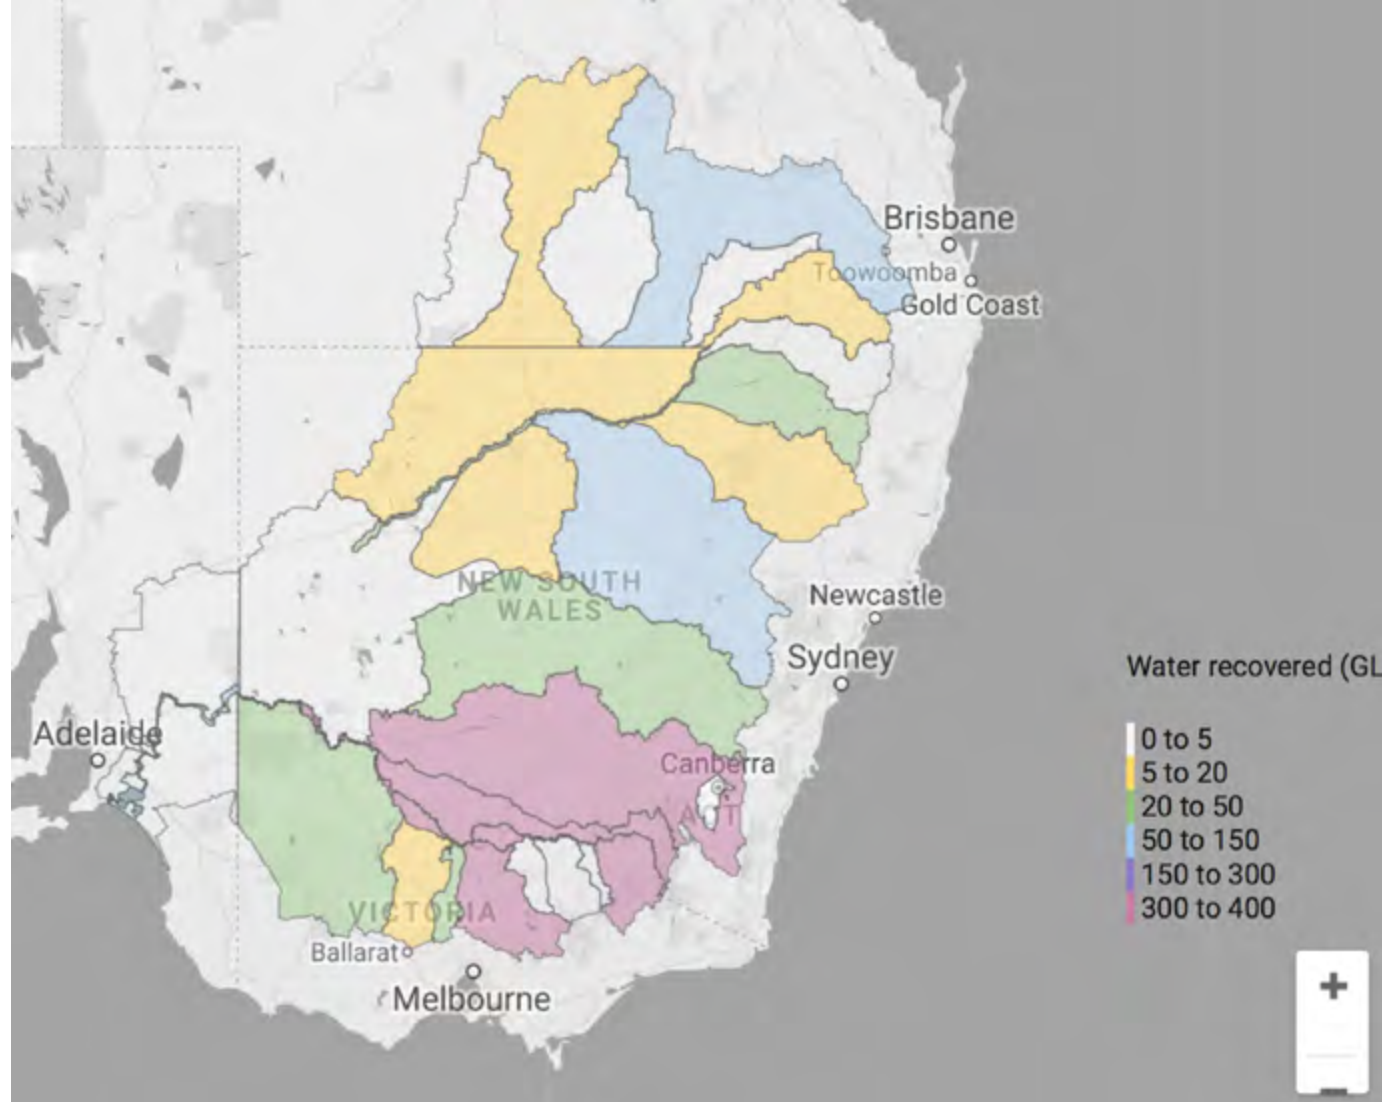 Brisbane
Toowoomba
Gold Coast
NEW SOUTH
WALES
Newcastle
Sydney
Water recovered (GL
Adelaide
0 to 5
5 to 20
20 to 50
50 to 150
150 to 300
300 to 400
Canberra
A T
VICTORIA
Ballarat
Melbourne
+
−